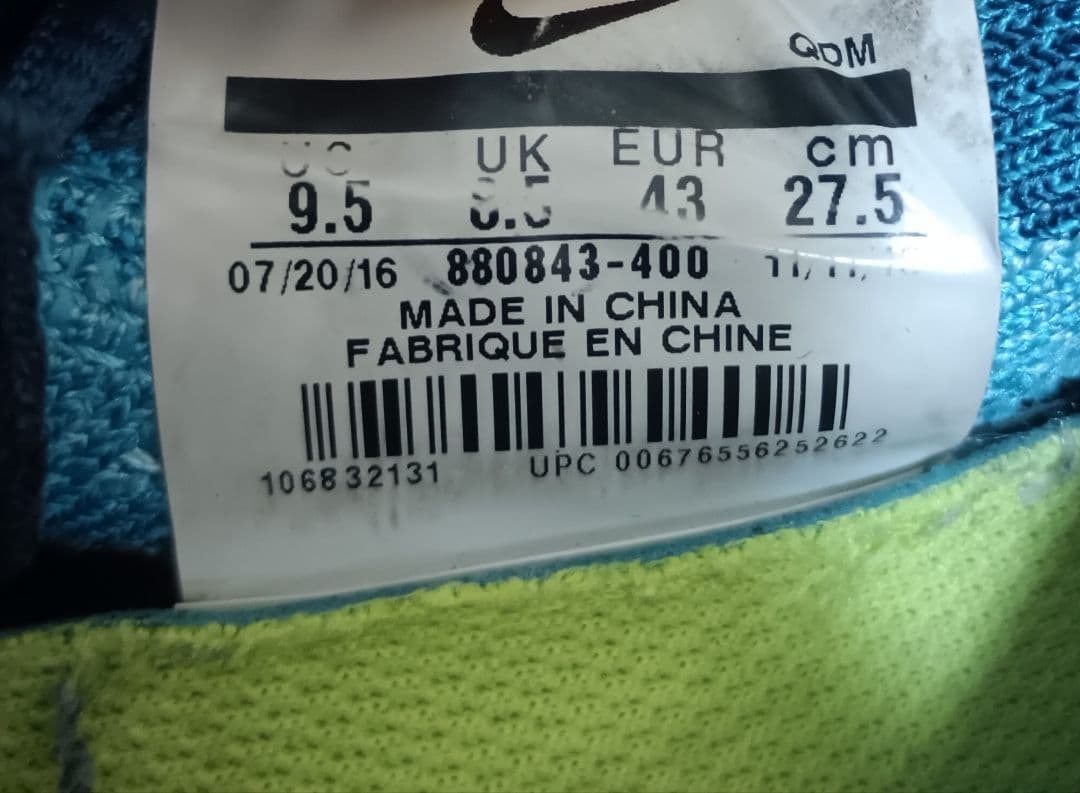 QDM
UK EUR cm
9.5 43 27.5
07/20/16 880843-400
MADE IN CHINA
FABRIQUE EN CHINE
106832131 UPC 00676556252622